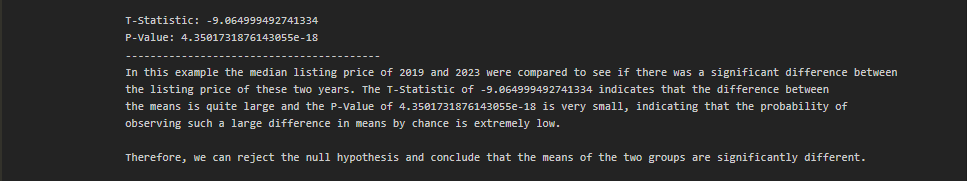 T-Statistic: -9.064999492741334
P-Value: 4.3501731876143055e-18
-----------------------------------------
In this example the median listing price of 2019 and 2023 were compared to see if there was a significant difference between
the listing price of these two years. The T-Statistic of -9.064999492741334 indicates that the difference between
the means is quite large and the P-Value of 4.3501731876143055e-18 is very small, indicating that the probability of
observing such a large difference in means by chance is extremely low.
Therefore, we can reject the null hypothesis and conclude that the means of the two groups are significantly different.